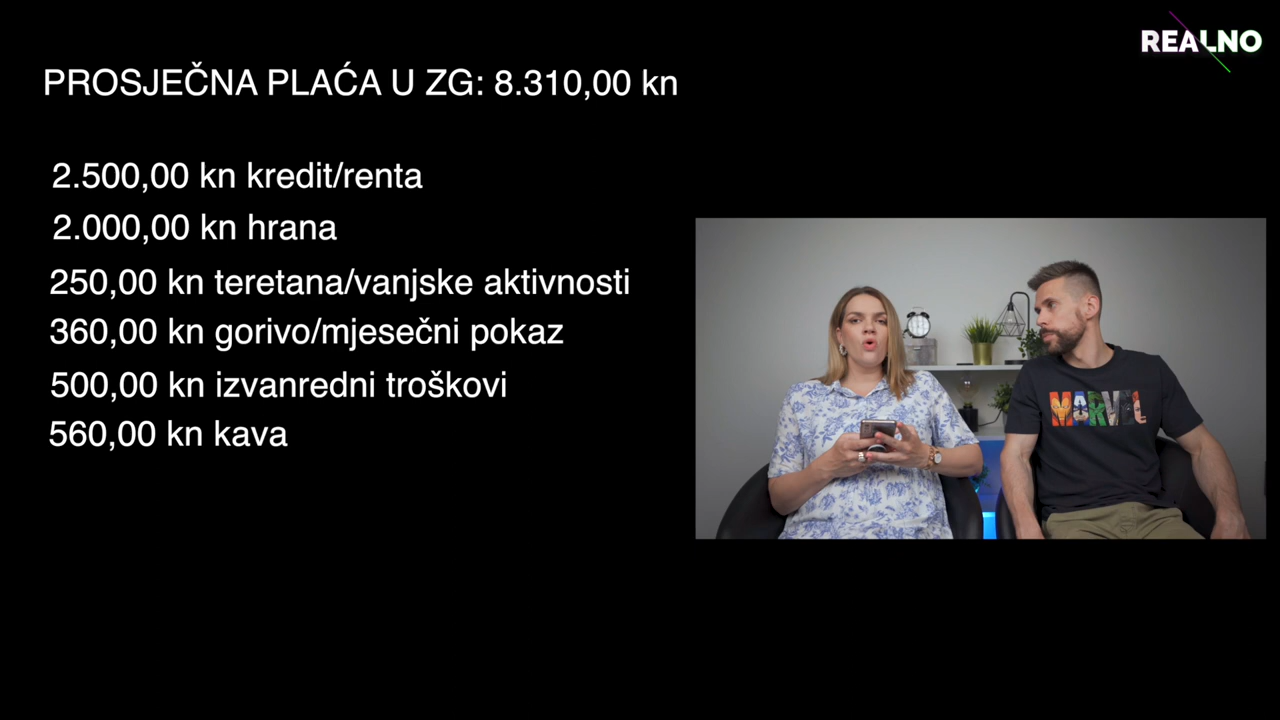 REALNO
PROSJEČNA PLAĆA U ZG: 8.310,00 kn
2.500,00 kn kredit/renta
2.000,00 kn hrana
250,00 kn teretana/vanjske aktivnosti
360,00 kn gorivo/mjesečni pokaz
500,00 kn izvanredni troškovi
560,00 kn kava
MARVEL